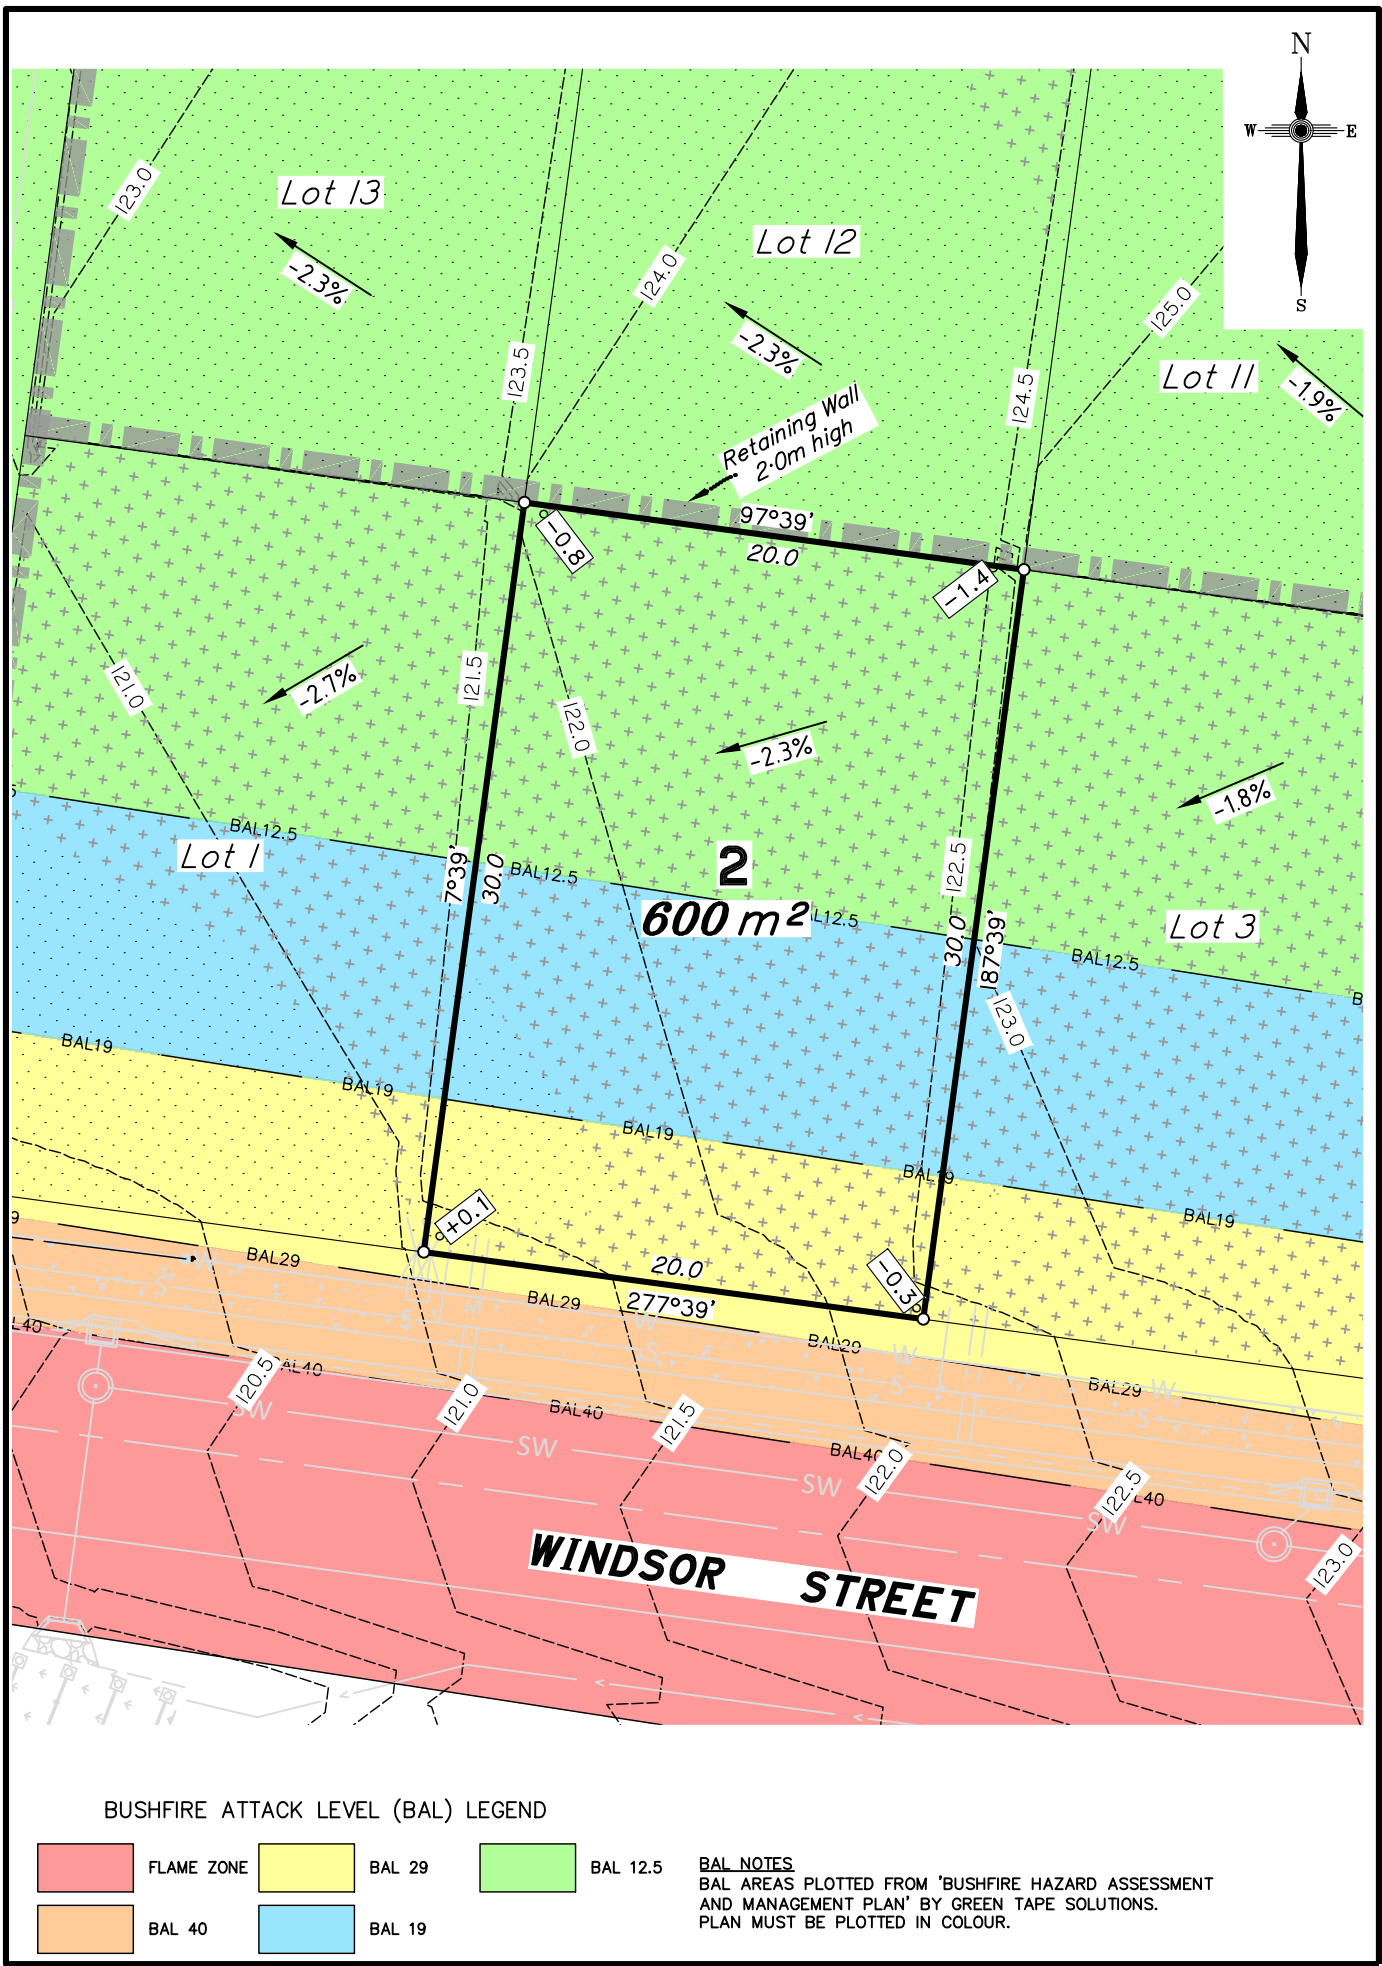 N
W E
S
123.0
Lot 13
-2.3%
124.0
Lot 12
-2.3%
125.0
Lot 11
-1.9%
123.5
124.5
Retaining Wall
2·0m high
97°39'
20.0
-0.8
-1.4
121.0
-2.7%
121.5
122.0
-2.3%
-1.8%
BAL12.5
Lot 1
7°39'
30.0
BAL12.5
2
600 m²
L12.5
122.5
30.0
187°39'
Lot 3
BAL12.5
B
123.0
BAL19
BAL19
BAL19
BAL19
BAL19
+0.1
-0.3
20.0
277°39'
9
BAL29
BAL29
BAL29
BAL29
W
S
S
W
S
W
S
W
S
L40
AL40
BAL40
BAL40
L40
120.5
121.0
121.5
122.0
122.5
123.0
SW
SW
SW
SW
WINDSOR STREET
BUSHFIRE ATTACK LEVEL (BAL) LEGEND
FLAME ZONE
BAL 29
BAL 12.5
BAL 40
BAL 19
BAL NOTES
BAL AREAS PLOTTED FROM 'BUSHFIRE HAZARD ASSESSMENT
AND MANAGEMENT PLAN' BY GREEN TAPE SOLUTIONS.
PLAN MUST BE PLOTTED IN COLOUR.